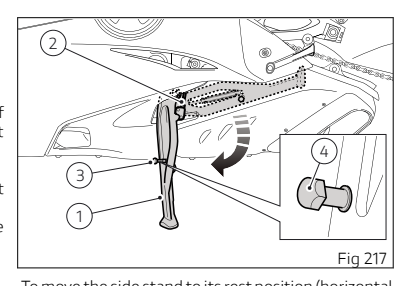 2
4
3
1
Fig 217
f
t
t
e
To move the side stand to its rest position (horizontal